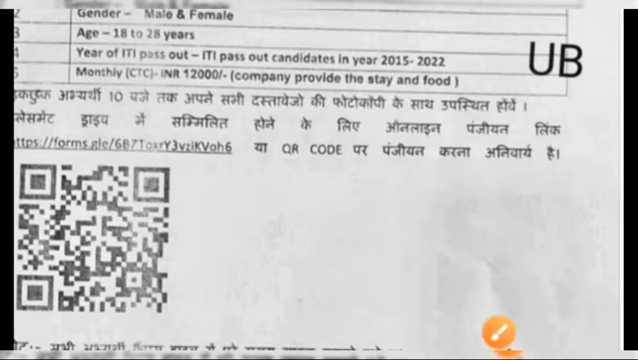 Gender – Male & Female
Age – 18 to 28 years
Year of ITI pass out – ITI pass out candidates in year 2015- 2022
Monthly (CTC)- INR 12000/- (company provide the stay and food )
UB
अभ्यर्थी 10 बजे तक अपने सभी दस्तावेजो की फोटोकॉपी के साथ उपस्थित होंवें ।
ड्राइव में सम्मिलित होने के लिए ऑनलाइन पंजीयन लिंक
या QR CODE पर पंजीयन करना अनिवार्य है।